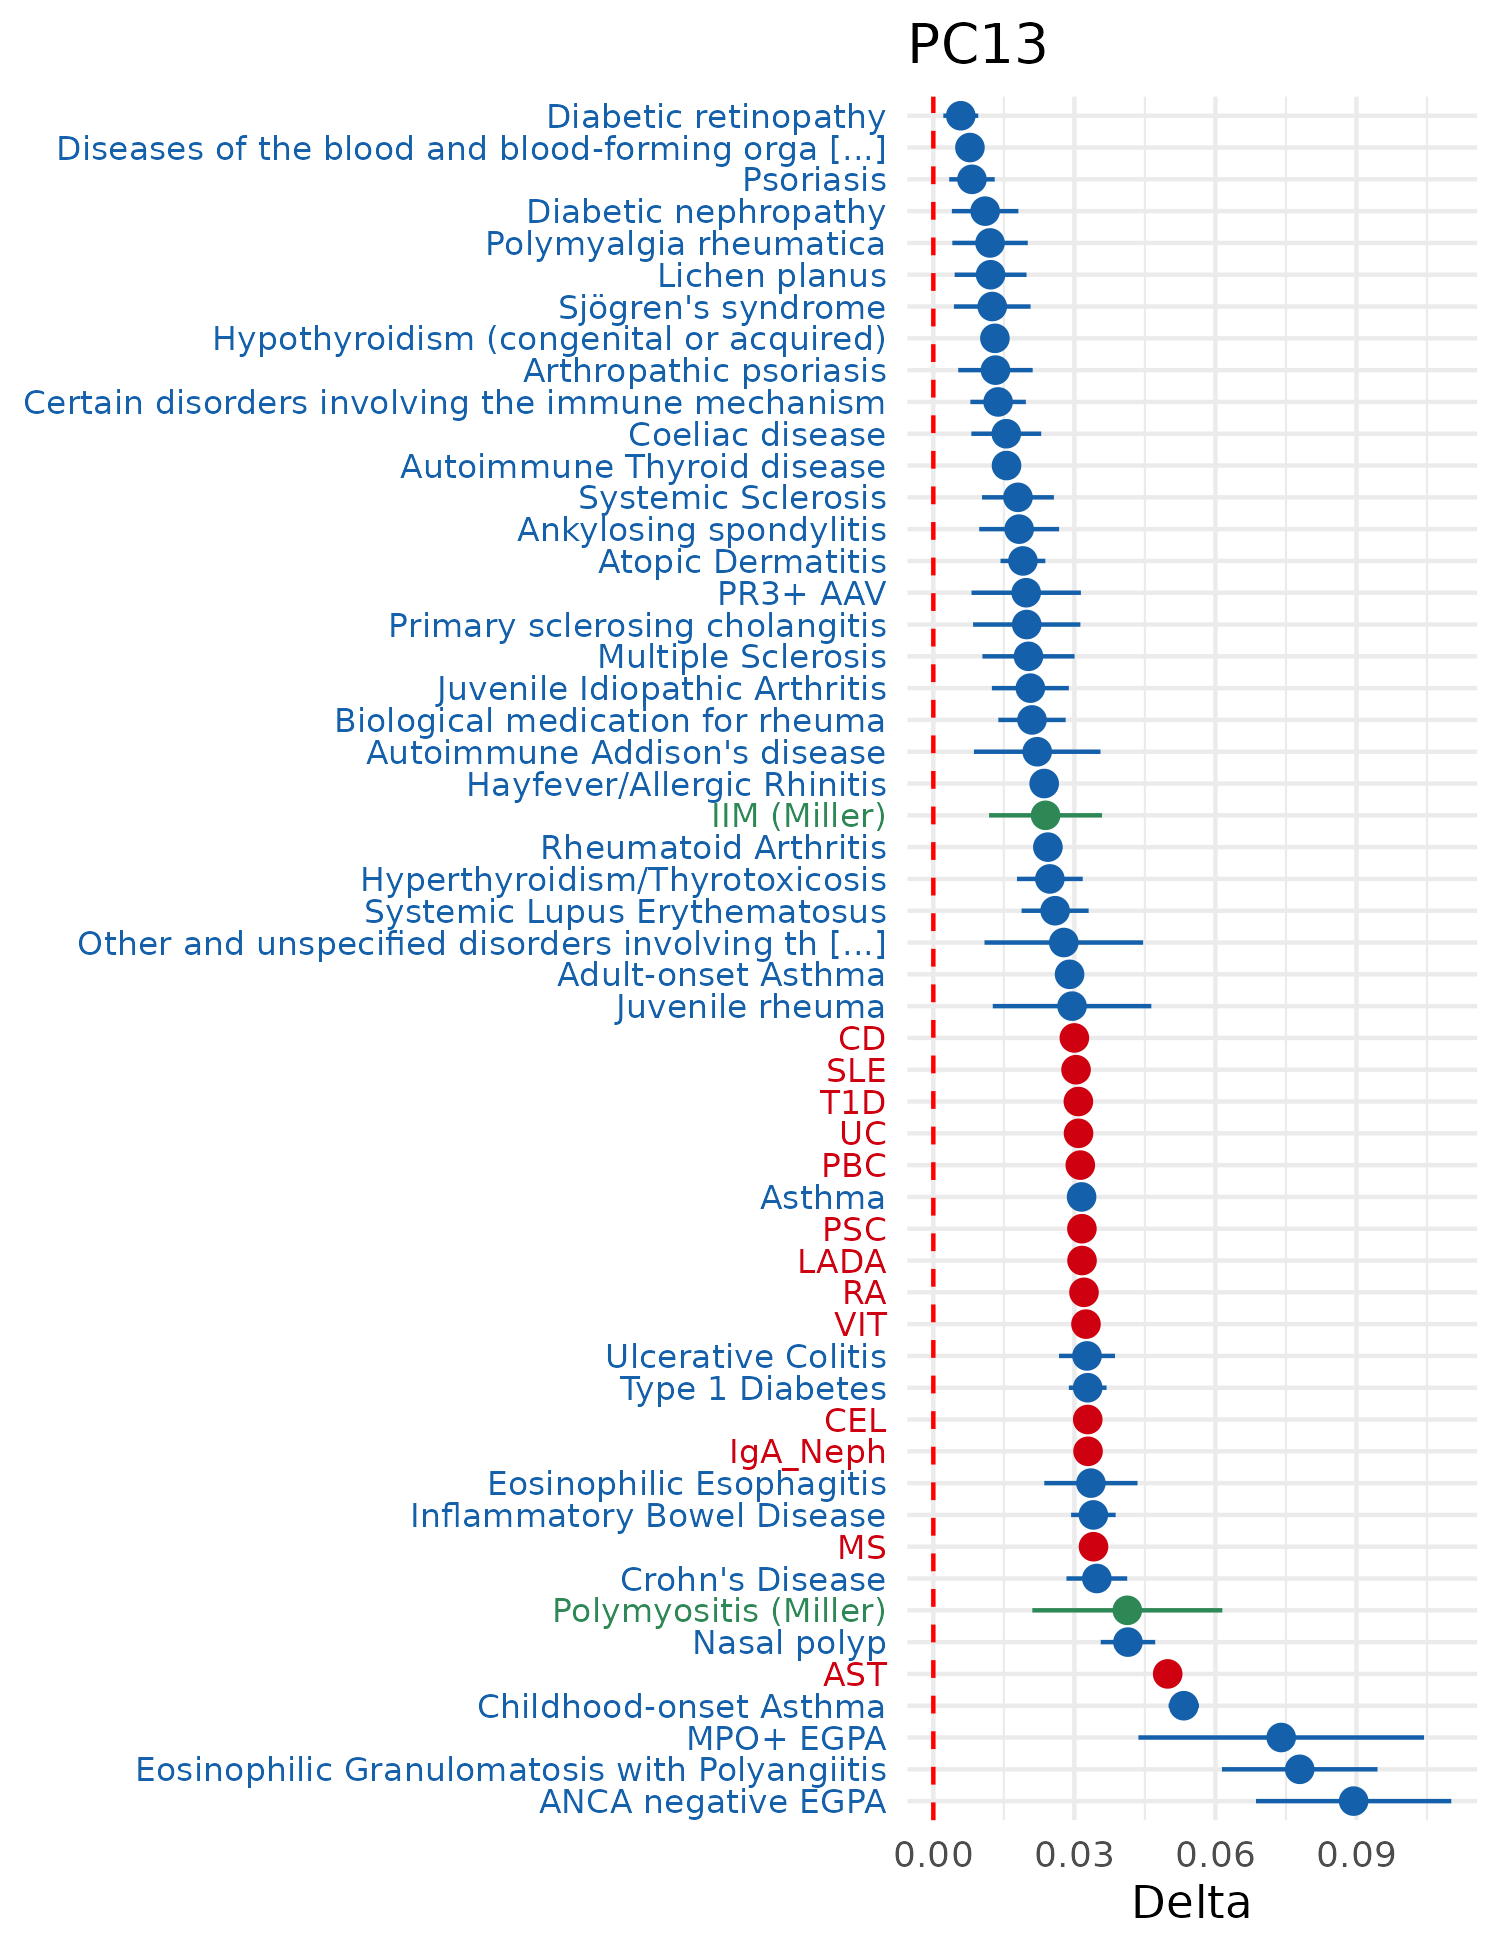 PC13
Diabetic retinopathy
Diseases of the blood and blood-forming orga [...]
Psoriasis
Diabetic nephropathy
Polymyalgia rheumatica
Lichen planus
Sjögren's syndrome
Hypothyroidism (congenital or acquired)
Arthropathic psoriasis
Certain disorders involving the immune mechanism
Coeliac disease
Autoimmune Thyroid disease
Systemic Sclerosis
Ankylosing spondylitis
Atopic Dermatitis
PR3+ AAV
Primary sclerosing cholangitis
Multiple Sclerosis
Juvenile Idiopathic Arthritis
Biological medication for rheuma
Autoimmune Addison's disease
Hayfever/Allergic Rhinitis
IIM (Miller)
Rheumatoid Arthritis
Hyperthyroidism/Thyrotoxicosis
Systemic Lupus Erythematosus
Other and unspecified disorders involving th [...]
Adult-onset Asthma
Juvenile rheuma
CD
SLE
T1D
UC
PBC
Asthma
PSC
LADA
RA
VIT
Ulcerative Colitis
Type 1 Diabetes
CEL
IgA_Neph
Eosinophilic Esophagitis
Inflammatory Bowel Disease
MS
Crohn's Disease
Polymyositis (Miller)
Nasal polyp
AST
Childhood-onset Asthma
MPO+ EGPA
Eosinophilic Granulomatosis with Polyangiitis
ANCA negative EGPA
0.00 0.03 0.06 0.09
Delta